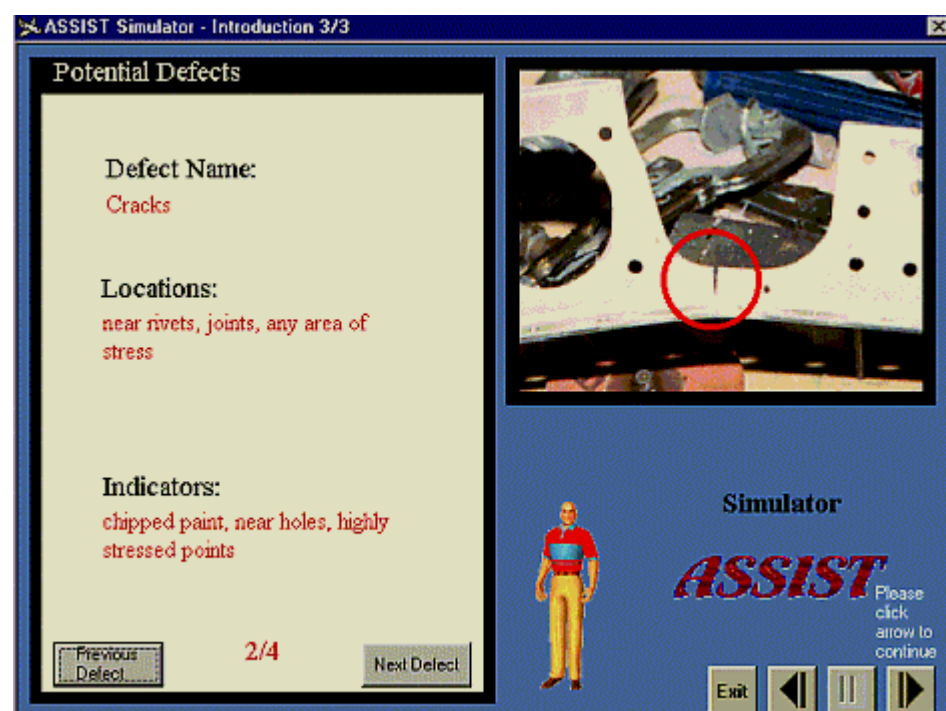 ASSIST Simulator - Introduction 3/3
Potential Defects
Defect Name:
Cracks
Locations:
near rivets, joints, any area of
stress
Indicators:
chipped paint, near holes, highly
stressed points
Previous
Defect
2/4
Next Defect
Simulator
ASSIST
Please
click
arrow to
continue
Exit